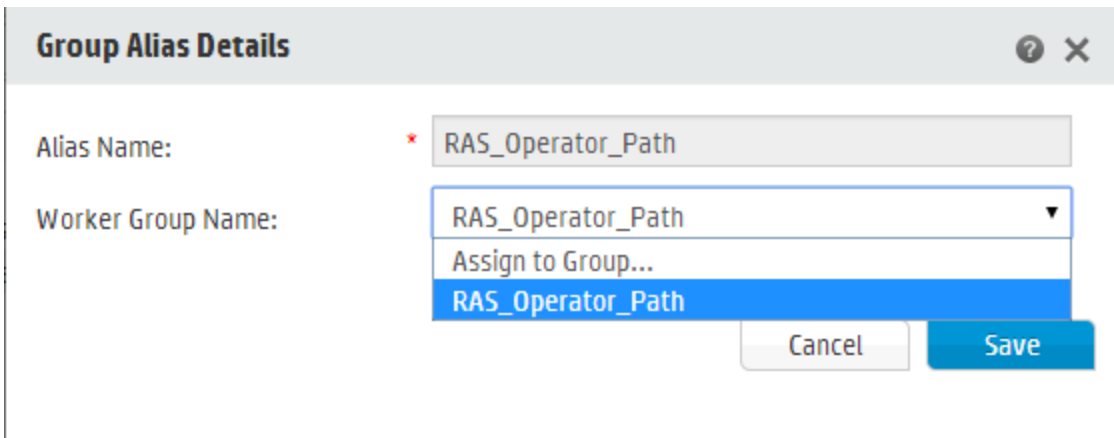 Group Alias Details
Alias Name: * RAS_Operator_Path
Worker Group Name: RAS_Operator_Path
Assign to Group...
RAS_Operator_Path
Cancel Save